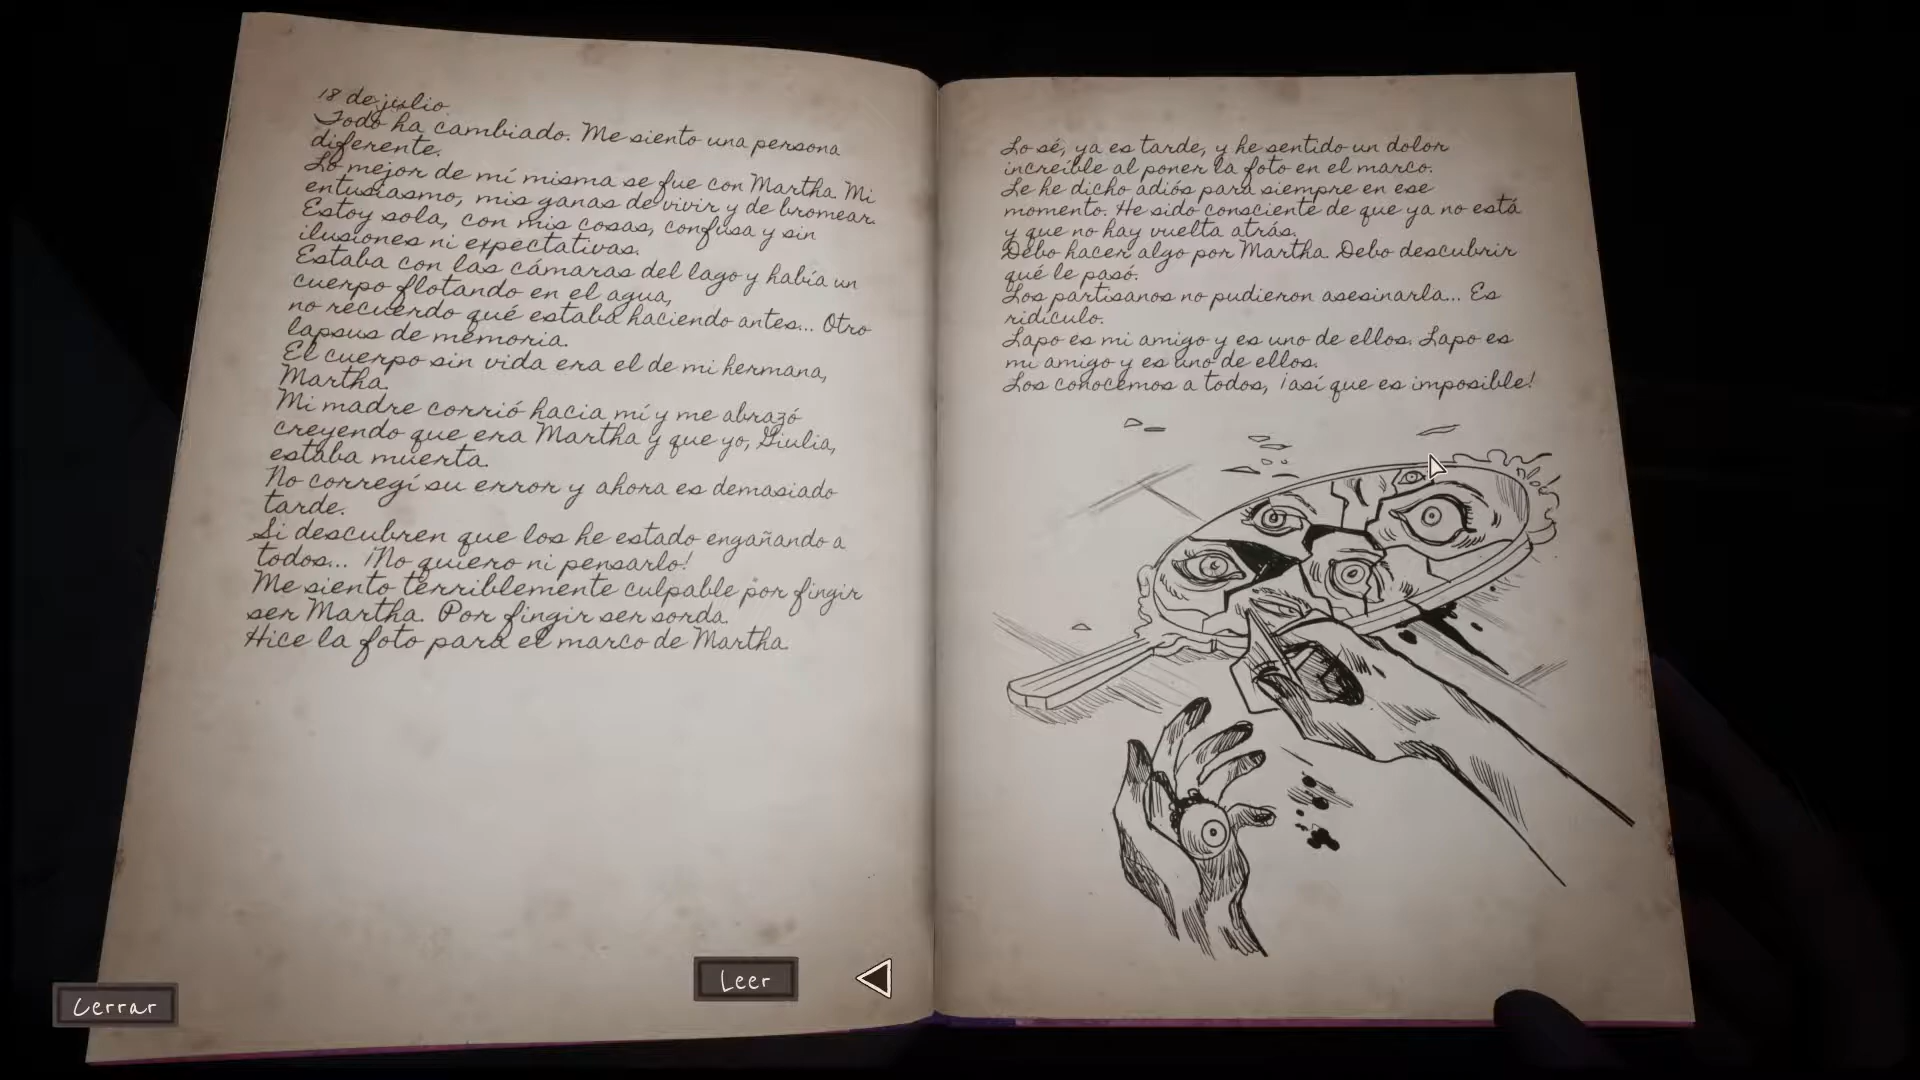 18 de julio
Todo ha cambiado. Me siento una persona
diferente.
Lo mejor de mí misma se fue con Martha. Mi
entusiasmo, mis ganas de vivir y de bromear.
Estoy sola, con mis cosas, confusa y sin
ilusiones ni expectativas.
Estaba con las cámaras del lago y había un
cuerpo flotando en el agua,
no recuerdo qué estaba haciendo antes... Otro
lapsus de memoria.
El cuerpo sin vida era el de mi hermana,
Martha.
Mi madre corrió hacia mí y me abrazó
creyendo que era Martha y que yo, Giulia,
estaba muerta.
No corregí su error y ahora es demasiado
tarde.
Si descubren que los he estado engañando a
todos... ¡No quiero ni pensarlo!
Me siento terriblemente culpable por fingir
ser Martha. Por fingir ser sorda.
Hice la foto para el marco de Martha.
Lo sé, ya es tarde, y he sentido un dolor
increíble al poner la foto en el marco.
Le he dicho adiós para siempre en ese
momento. He sido consciente de que ya no está
y que no hay vuelta atrás.
Debo hacer algo por Martha. Debo descubrir
qué le pasó.
Los partisanos no pudieron asesinarla... Es
ridículo.
Lapo es mi amigo y es uno de ellos. Lapo es
mi amigo y es uno de ellos.
Los conocemos a todos, ¡así que es imposible!
Leer
Cerrar